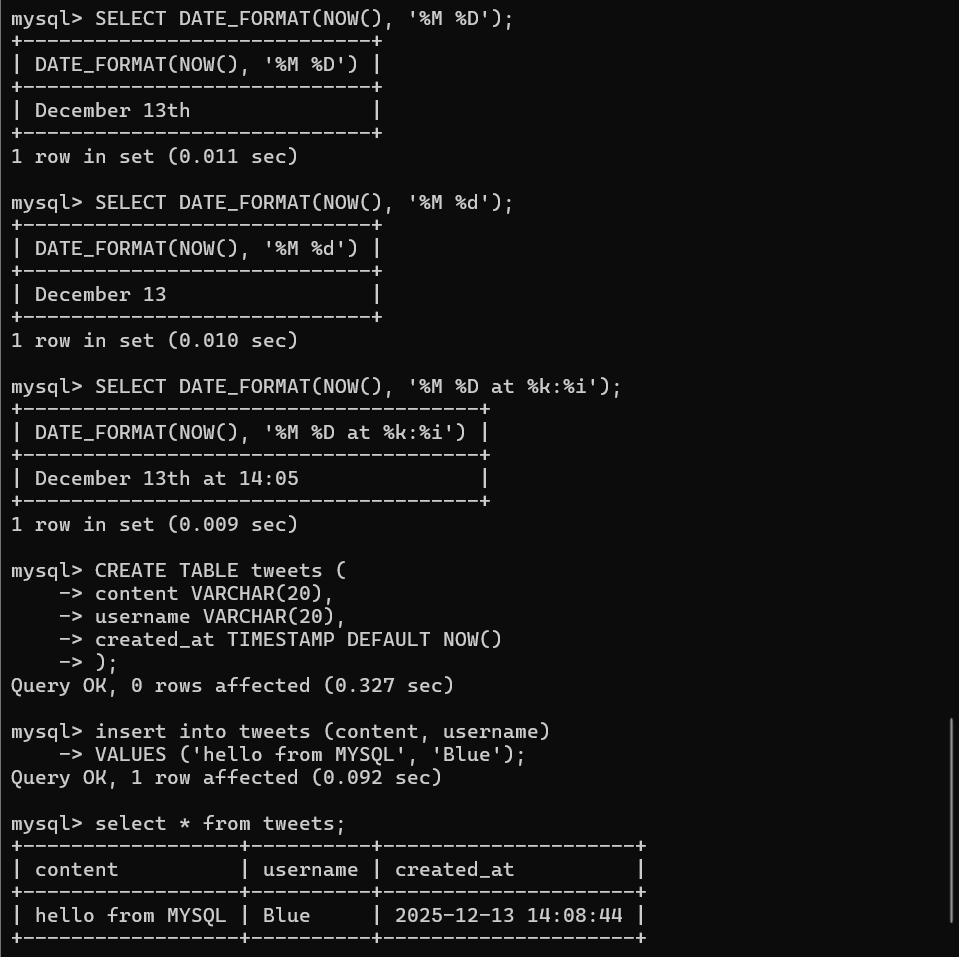 mysql> SELECT DATE_FORMAT(NOW(), '%M %D');
+-----------------------------+
| DATE_FORMAT(NOW(), '%M %D') |
+-----------------------------+
| December 13th               |
+-----------------------------+
1 row in set (0.011 sec)

mysql> SELECT DATE_FORMAT(NOW(), '%M %d');
+-----------------------------+
| DATE_FORMAT(NOW(), '%M %d') |
+-----------------------------+
| December 13                 |
+-----------------------------+
1 row in set (0.010 sec)

mysql> SELECT DATE_FORMAT(NOW(), '%M %D at %k:%i');
+--------------------------------------+
| DATE_FORMAT(NOW(), '%M %D at %k:%i') |
+--------------------------------------+
| December 13th at 14:05               |
+--------------------------------------+
1 row in set (0.009 sec)

mysql> CREATE TABLE tweets (
    -> content VARCHAR(20),
    -> username VARCHAR(20),
    -> created_at TIMESTAMP DEFAULT NOW()
    -> );
Query OK, 0 rows affected (0.327 sec)

mysql> insert into tweets (content, username)
    -> VALUES ('hello from MYSQL', 'Blue');
Query OK, 1 row affected (0.092 sec)

mysql> select * from tweets;
+------------------+----------+---------------------+
| content          | username | created_at          |
+------------------+----------+---------------------+
| hello from MYSQL | Blue     | 2025-12-13 14:08:44 |
+------------------+----------+---------------------+